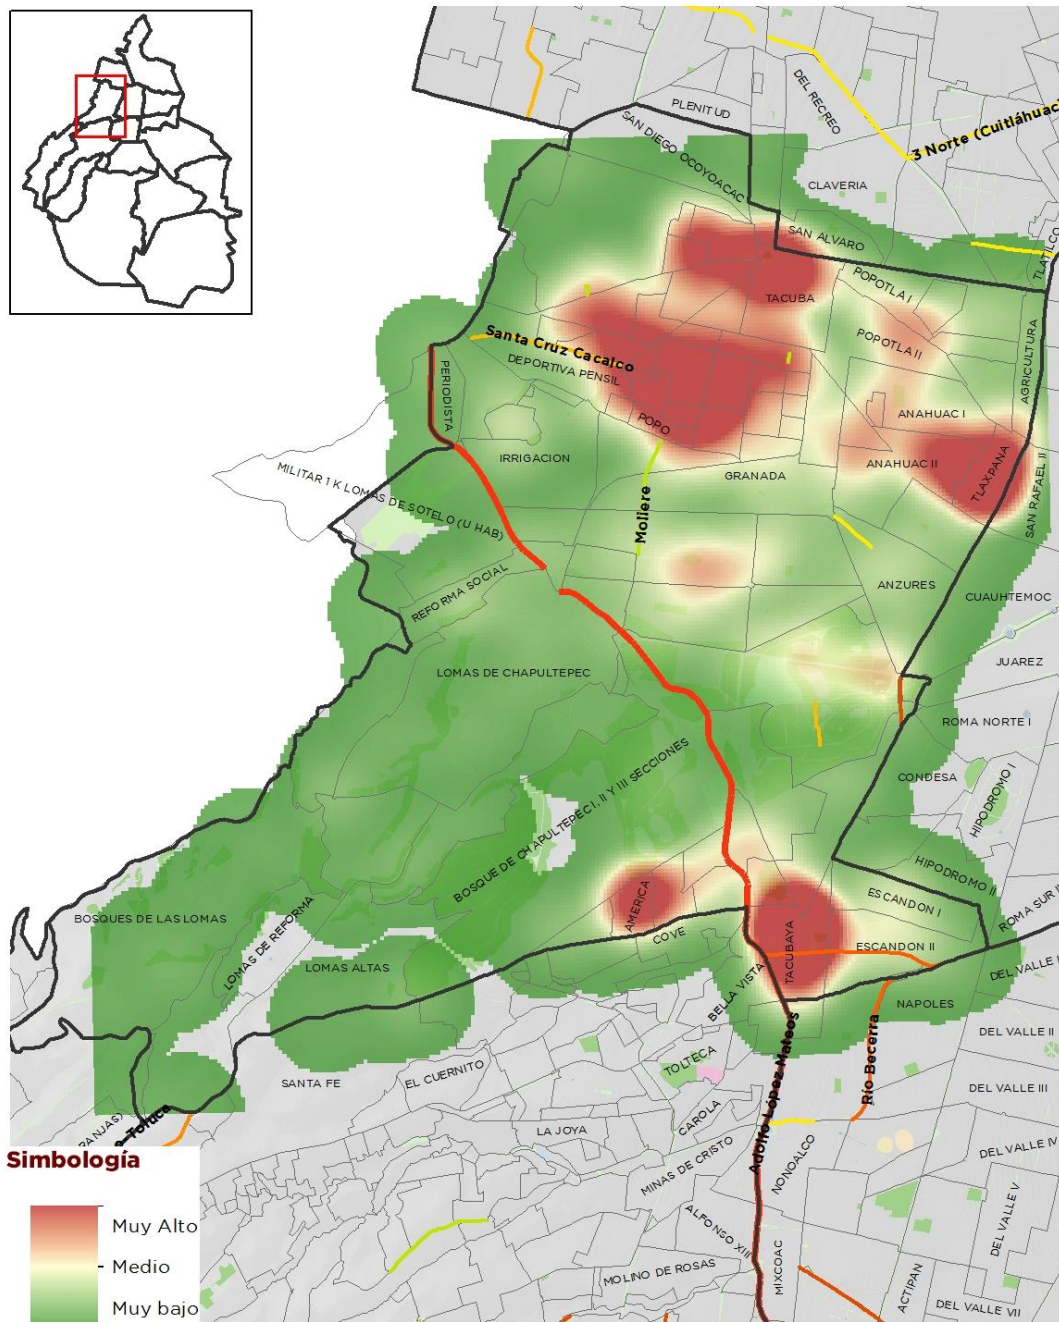 PLENITUD
DEL RECREO
3 Norte (Cuitláhuac
SAN DIEGO OCOYOACAC
CLAVERIA
SAN ALVARO
TLATILCO
POPOTLA I
TACUBA
POPOTLA II
AGRICULTURA
Santa Cruz Cacalco
DEPORTIVA PENSIL
PERIODISTA
POPO
ANAHUAC I
IRRIGACION
GRANADA
ANAHUAC II
TLAXPANA
SAN RAFAEL II
MILITAR 1 K LOMAS DE SOTELO (U HAB)
Moliere
REFORMA SOCIAL
ANZURES
CUAUHTEMOC
JUAREZ
LOMAS DE CHAPULTEPEC
ROMA NORTE I
CONDESA
HIPODROMO I
BOSQUE DE CHAPULTEPEC I, II Y III SECCIONES
HIPODROMO II
AMERICA
ESCANDON I
ROMA SUR II
BOSQUES DE LAS LOMAS
LOMAS DE REFORMA
COVE
TACUBAYA
ESCANDON II
LOMAS ALTAS
BELLA VISTA
DEL VALLE I
NAPOLES
SANTA FE
EL CUERNITO
TOLTECA
Adolfo López Mateos
Río Becerra
DEL VALLE II
DEL VALLE III
RANJAS)
Toluca
LA JOYA
CAROLA
MINAS DE CRISTO
NONOALCO
DEL VALLE IV
DEL VALLE V
ALFONSO XIII
MOLINO DE ROSAS
MIXCOAC
ACTIPAN
DEL VALLE VII
Simbología
Muy Alto
Medio
Muy bajo